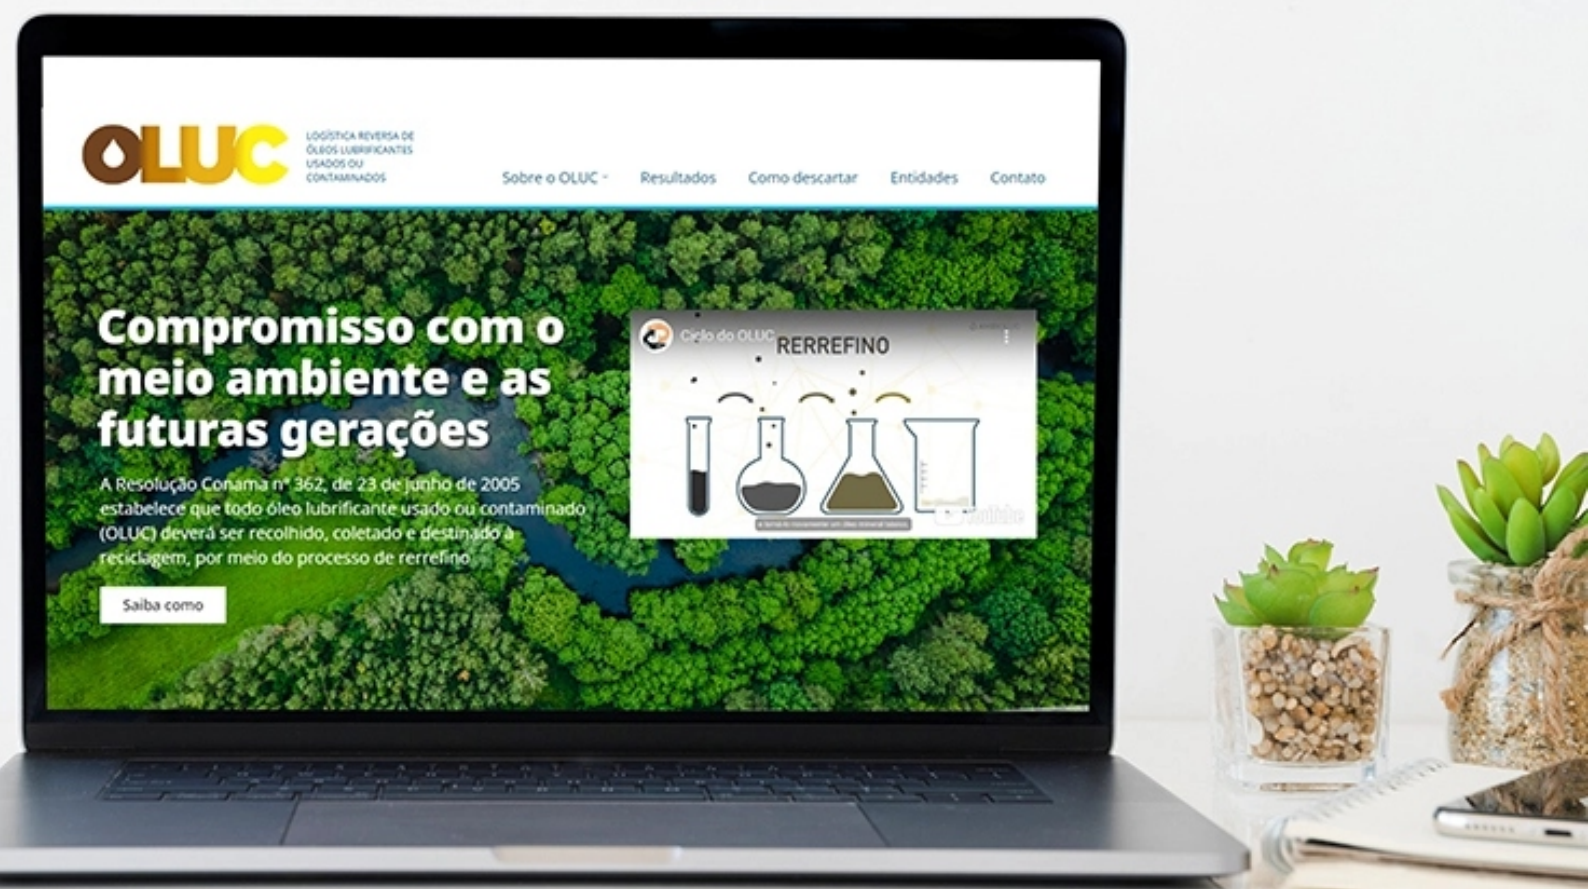 OLUC
LOGÍSTICA REVERSA DE
ÓLEOS LUBRIFICANTES
USADOS OU
CONTAMINADOS
Sobre o OLUC
Resultados
Como descartar
Entidades
Contato
Compromisso com o
meio ambiente e as
futuras gerações
A Resolução Conama nº 362, de 23 de junho de 2005
estabelece que todo óleo lubrificante usado ou contaminado
(OLUC) deverá ser recolhido, coletado e destinado à
reciclagem, por meio do processo de rerrefino
Saiba como
Ciclo do OLUC
RERREFINO
YouTube